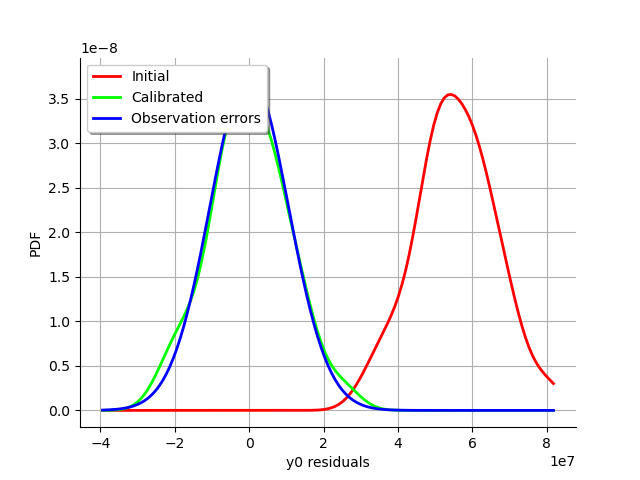 1e−8
Initial
Calibrated
Observation errors
3.5
3.0
2.5
2.0
1.5
1.0
0.5
0.0
PDF
−4 −2 0 2 4 6 8
y0 residuals
1e7